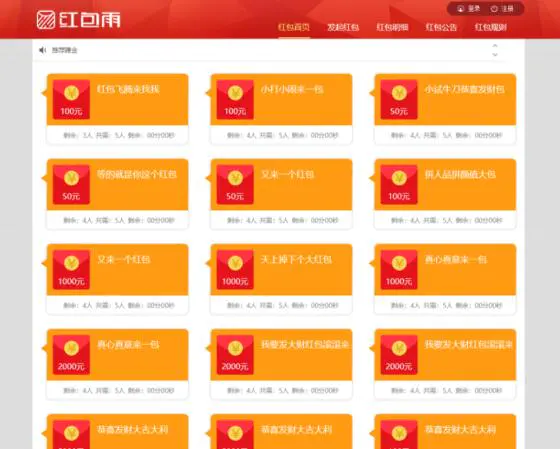 红包雨
登录 注册
红包首页 发起红包 红包明细 红包公告 红包规则
推荐赚金
100元 红包飞腾来找我
100元 小打小闹来一包
100元 小试牛刀恭喜发财包
剩余：3人 共需：5人 剩余：00分00秒
剩余：4人 共需：5人 剩余：00分00秒
剩余：4人 共需：5人 剩余：00分00秒
50元 等的就是你这个红包
50元 又来一个红包
100元 拼人品拼颜值大包
剩余：4人 共需：5人 剩余：00分00秒
剩余：4人 共需：5人 剩余：00分00秒
剩余：4人 共需：5人 剩余：00分00秒
1000元 又来一个红包
1000元 天上掉下个大红包
1000元 真心真意来一包
剩余：4人 共需：5人 剩余：00分00秒
剩余：4人 共需：5人 剩余：00分00秒
剩余：4人 共需：5人 剩余：00分00秒
2000元 真心真意来一包
2000元 我要发大财红包滚滚来
2000元 我要发大财红包滚滚来
剩余：4人 共需：5人 剩余：00分00秒
剩余：4人 共需：5人 剩余：00分00秒
剩余：4人 共需：5人 剩余：00分00秒
恭喜发财大吉大利
恭喜发财大吉大利
恭喜发财大吉大利